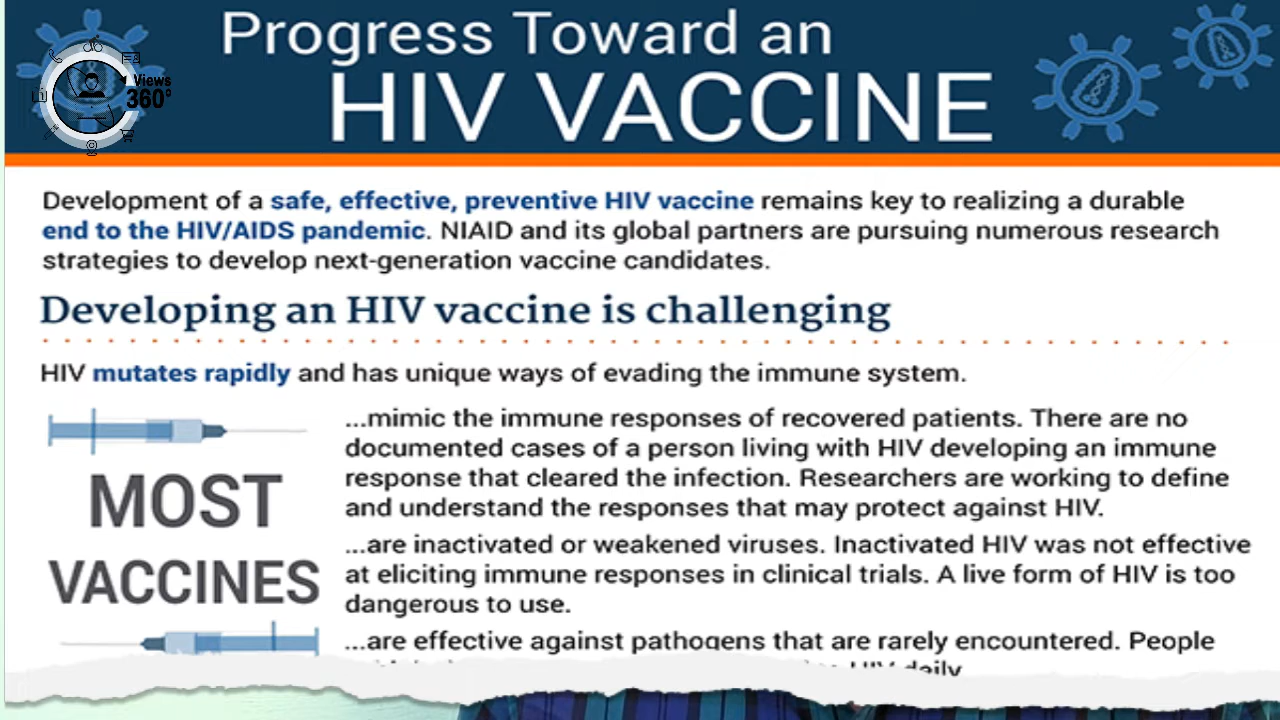 Progress Toward an
HIV VACCINE
Views
360°
Development of a safe, effective, preventive HIV vaccine remains key to realizing a durable
end to the HIV/AIDS pandemic. NIAID and its global partners are pursuing numerous research
strategies to develop next-generation vaccine candidates.
Developing an HIV vaccine is challenging
HIV mutates rapidly and has unique ways of evading the immune system.
MOST
VACCINES
...mimic the immune responses of recovered patients. There are no
documented cases of a person living with HIV developing an immune
response that cleared the infection. Researchers are working to define
and understand the responses that may protect against HIV.
...are inactivated or weakened viruses. Inactivated HIV was not effective
at eliciting immune responses in clinical trials. A live form of HIV is too
dangerous to use.
...are effective against pathogens that are rarely encountered. People
HIV daily